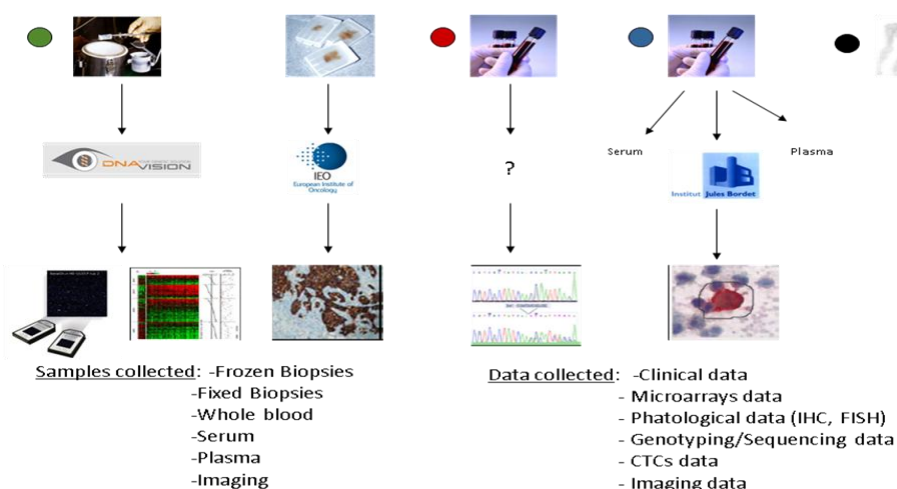 DNAVISION
IEO
European Institute of
Oncology
?
Serum
Plasma
Institut Jules Bordet
Samples collected: -Frozen Biopsies
-Fixed Biopsies
-Whole blood
-Serum
-Plasma
-Imaging
Data collected: -Clinical data
- Microarrays data
- Phatological data (IHC, FISH)
- Genotyping/Sequencing data
- CTCs data
- Imaging data